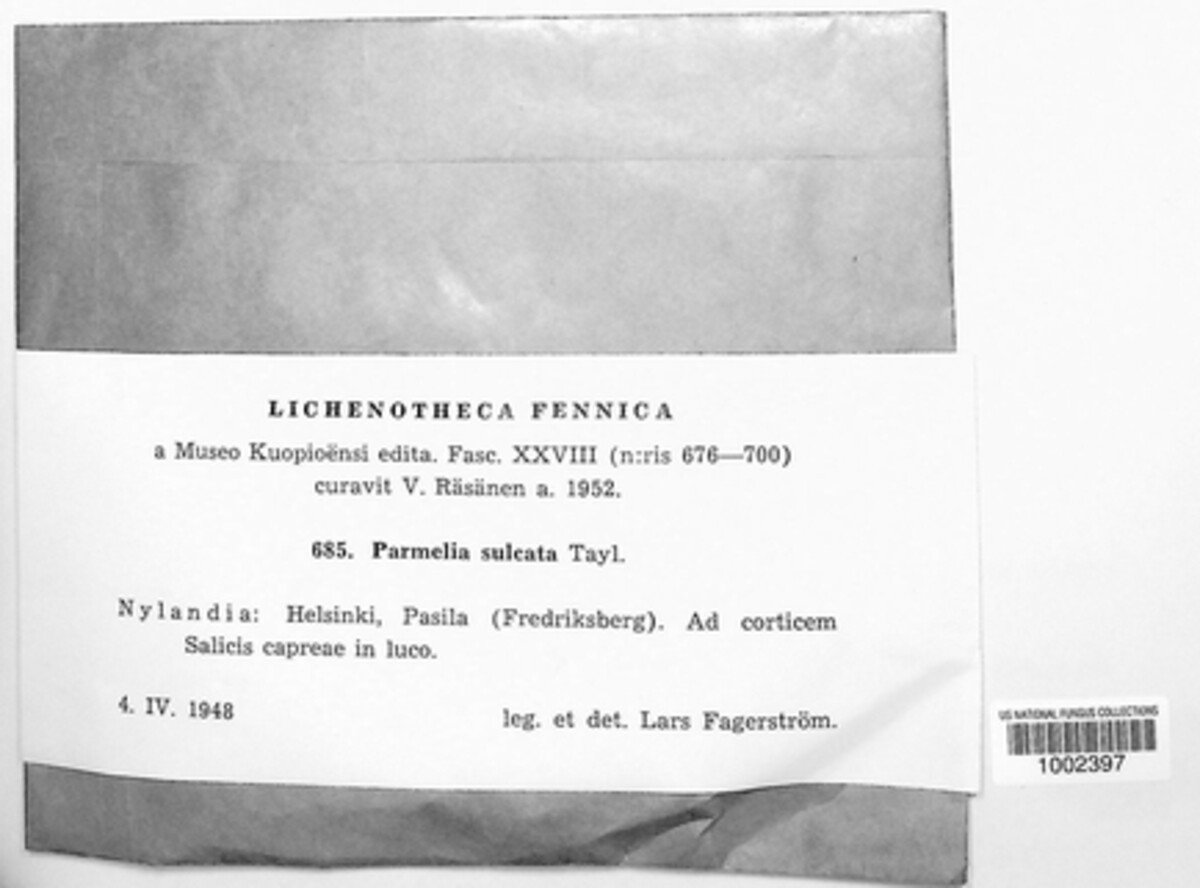 LICHENOTHECA FENNICA
a Museo Kuopioënsi edita. Fasc. XXVIII (n:ris 676—700)
curavit V. Räsänen a. 1952.
685. Parmelia sulcata Tayl.
Nylandia: Helsinki, Pasila (Fredriksberg). Ad corticem
Salicis capreae in luco.
4. IV. 1948
leg. et det. Lars Fagerström.
US NATIONAL FUNGUS COLLECTIONS
1002397